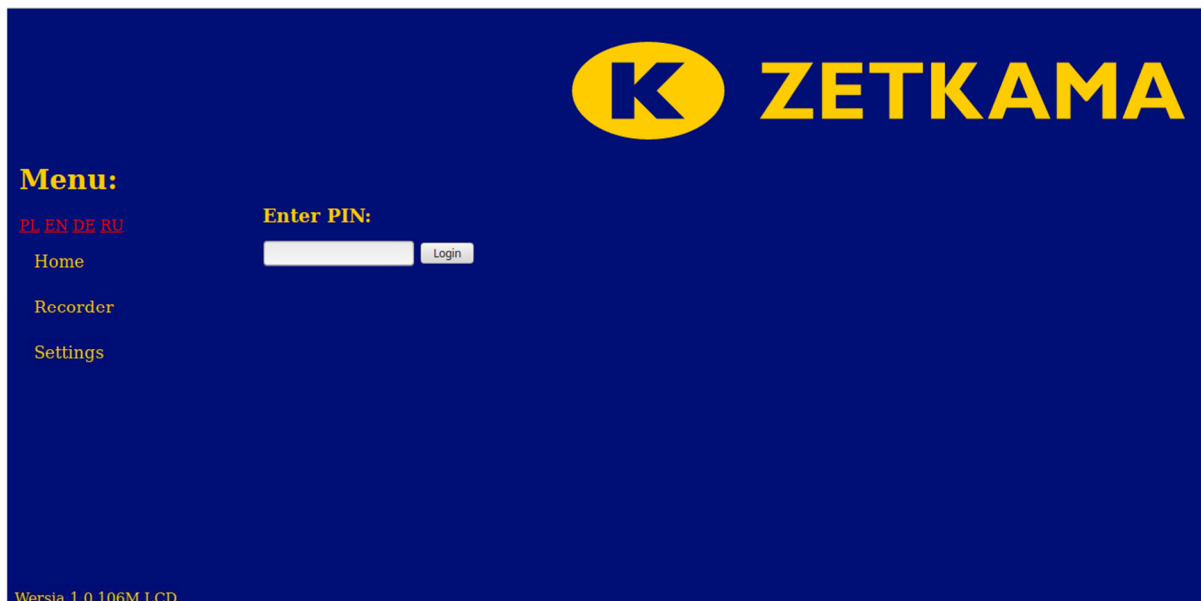 K ZETKAMA
Menu:
PL EN DE RU
Enter PIN:
Login
Home
Recorder
Settings
Wersja 1.0.106M LCD